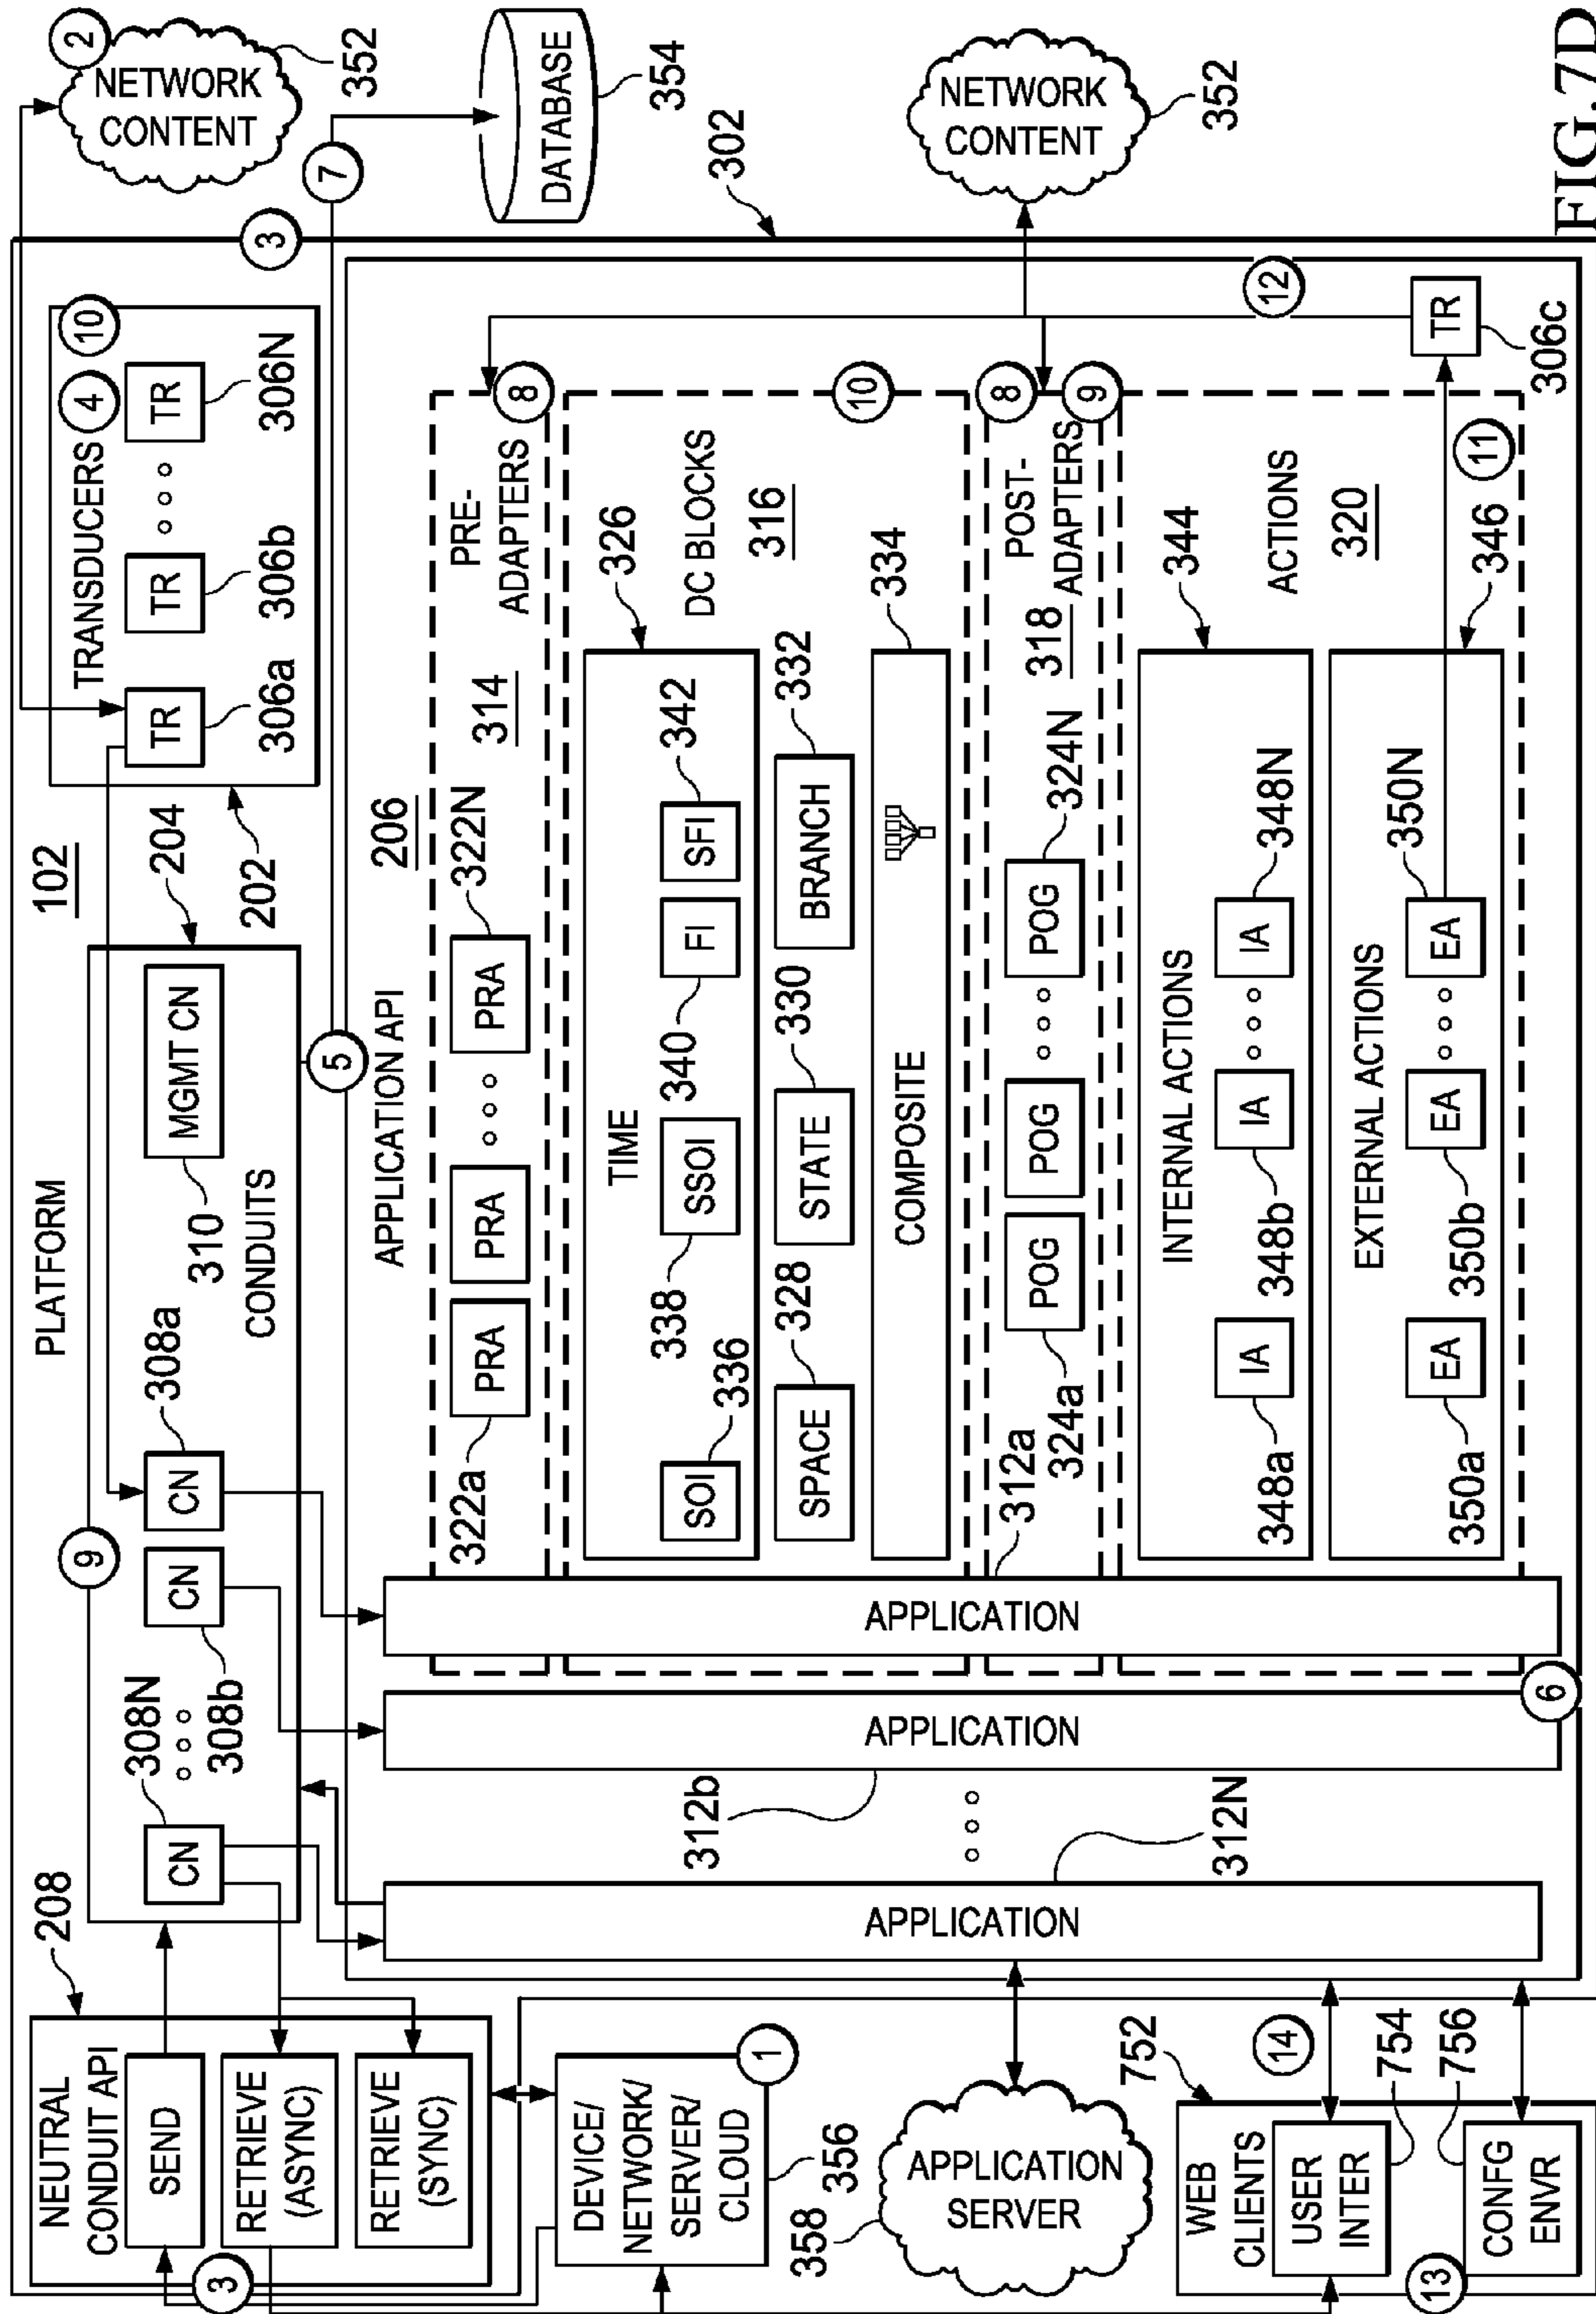 102
PLATFORM
9
208
NEUTRAL
CONDUIT API
SEND
RETRIEVE
(ASYNC)
RETRIEVE
(SYNC)
3
308N
CN
308b
CN
308a
CN
310
MGMT CN
CONDUITS
204
202
TRANSDUCERS
4
10
TR
306a
TR
306b
TR
306N
3
2
NETWORK
CONTENT
352
7
DATABASE
354
302
5
APPLICATION API
206
322a
PRA
PRA
PRA
322N
314
PRE-
ADAPTERS
8
TIME
326
SOI
336
338
SSOI
340
FI
SFI
342
SPACE
328
STATE
330
BRANCH
332
DC BLOCKS
316
10
COMPOSITE
334
POG
POG
POG
324a
324N
318
POST-
ADAPTERS
8
9
NETWORK
CONTENT
352
INTERNAL ACTIONS
344
IA
348a
IA
348b
IA
348N
ACTIONS
320
EXTERNAL ACTIONS
346
EA
350a
EA
350b
EA
350N
11
12
TR
306c
APPLICATION
312a
APPLICATION
312b
6
APPLICATION
312N
DEVICE/
NETWORK/
SERVER/
CLOUD
1
356
APPLICATION
SERVER
358
752
WEB
CLIENTS
USER
INTER
754
14
CONFG
ENVR
756
13
FIG. 7D